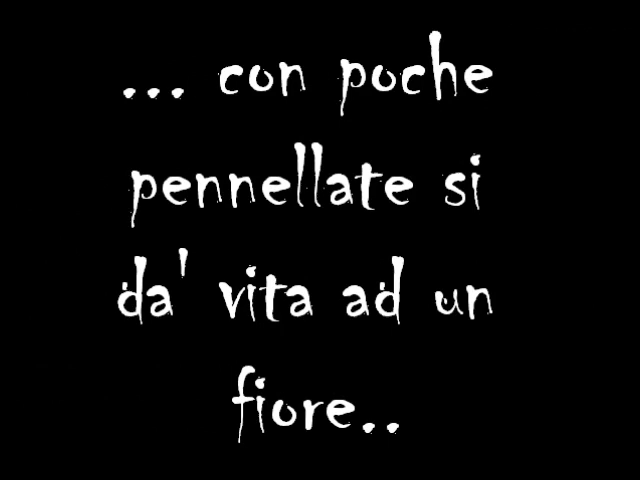 ... con poche
pennellate si
da' vita ad un
fiore..